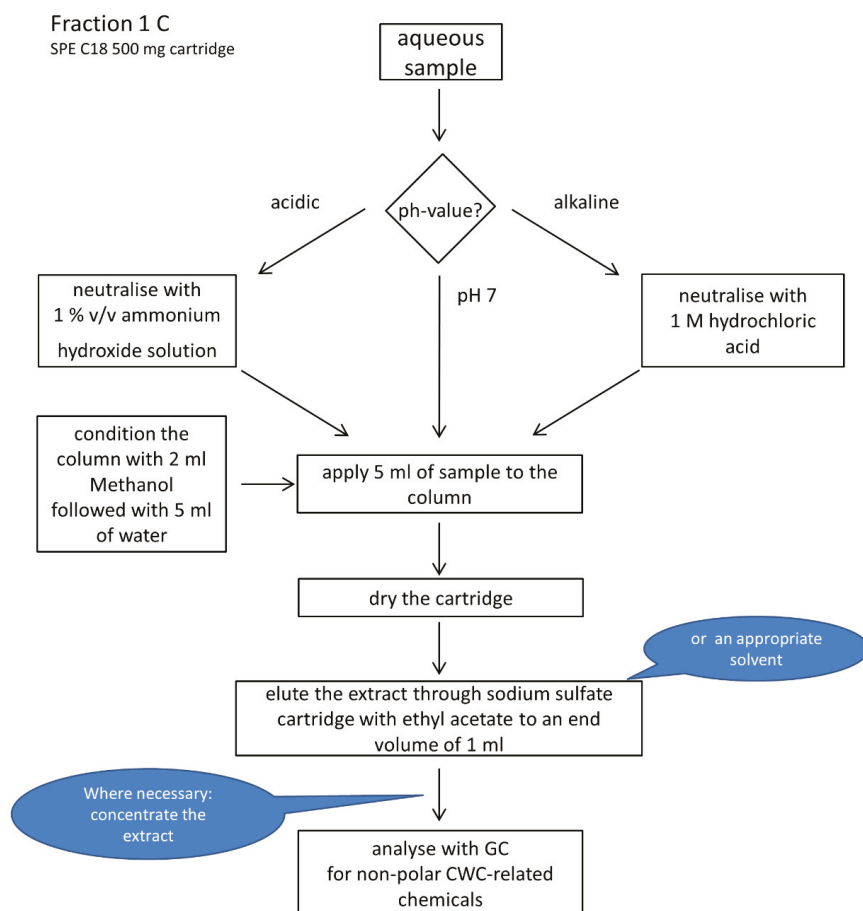 Fraction 1 C
SPE C18 500 mg cartridge
aqueous
sample
ph-value?
acidic
alkaline
pH 7
neutralise with
1 % v/v ammonium
hydroxide solution
neutralise with
1 M hydrochloric
acid
condition the
column with 2 ml
Methanol
followed with 5 ml
of water
apply 5 ml of sample to the
column
dry the cartridge
or an appropriate
solvent
elute the extract through sodium sulfate
cartridge with ethyl acetate to an end
volume of 1 ml
Where necessary:
concentrate the
extract
analyse with GC
for non-polar CWC-related
chemicals